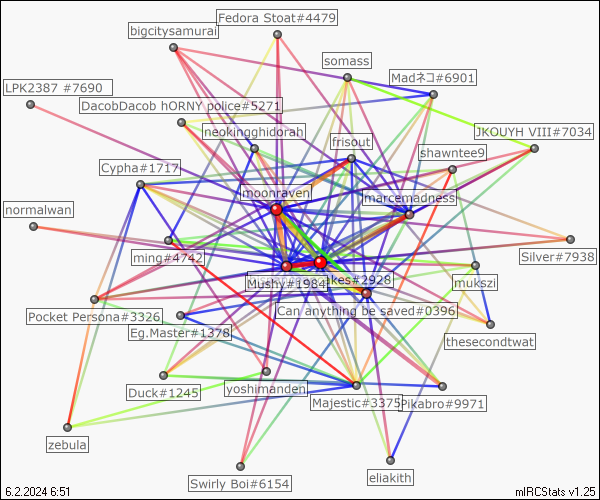 Fedora Stoat#4479
bigcitysamurai
somass
Madネコ#6901
LPK2387 #7690
DacobDacob hORNY police#5271
neokingghidorah
JKOUYH VIII#7034
frisout
shawntee9
Cypha#1717
moonraven
marcemadness
normalwan
ming#4742
Silver#7938
Mushy#1984
kes#2928
mukszi
Can anything be saved#0396
Pocket Persona#3326
Eg.Master#1378
thesecondtwat
Duck#1245
yoshimanden
Majestic#3375
Pikabro#9971
zebula
Swirly Boi#6154
eliakith
6.2.2024 6:51
mIRCStats v1.25